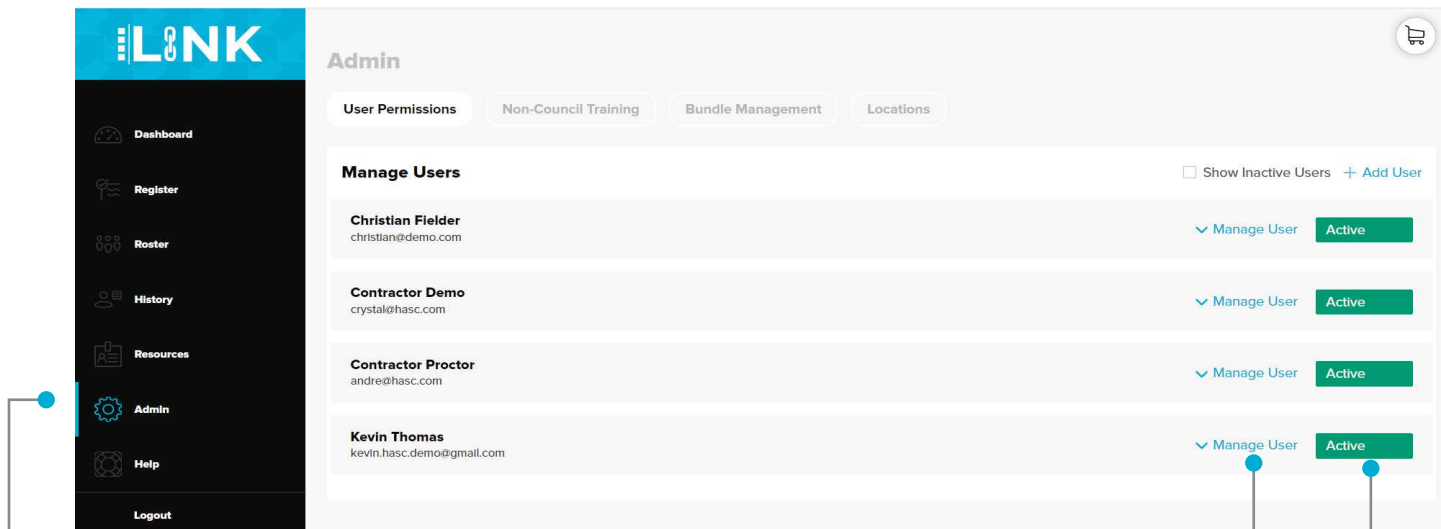 LINK
Admin
User Permissions Non-Council Training Bundle Management Locations
Dashboard
Register
Roster
History
Resources
Admin
Help
Logout
Manage Users Show Inactive Users + Add User
Christian Fielder
christian@demo.com
Manage User Active
Contractor Demo
crystal@hasc.com
Manage User Active
Contractor Proctor
andre@hasc.com
Manage User Active
Kevin Thomas
kevin.hasc.demo@gmail.com
Manage User Active